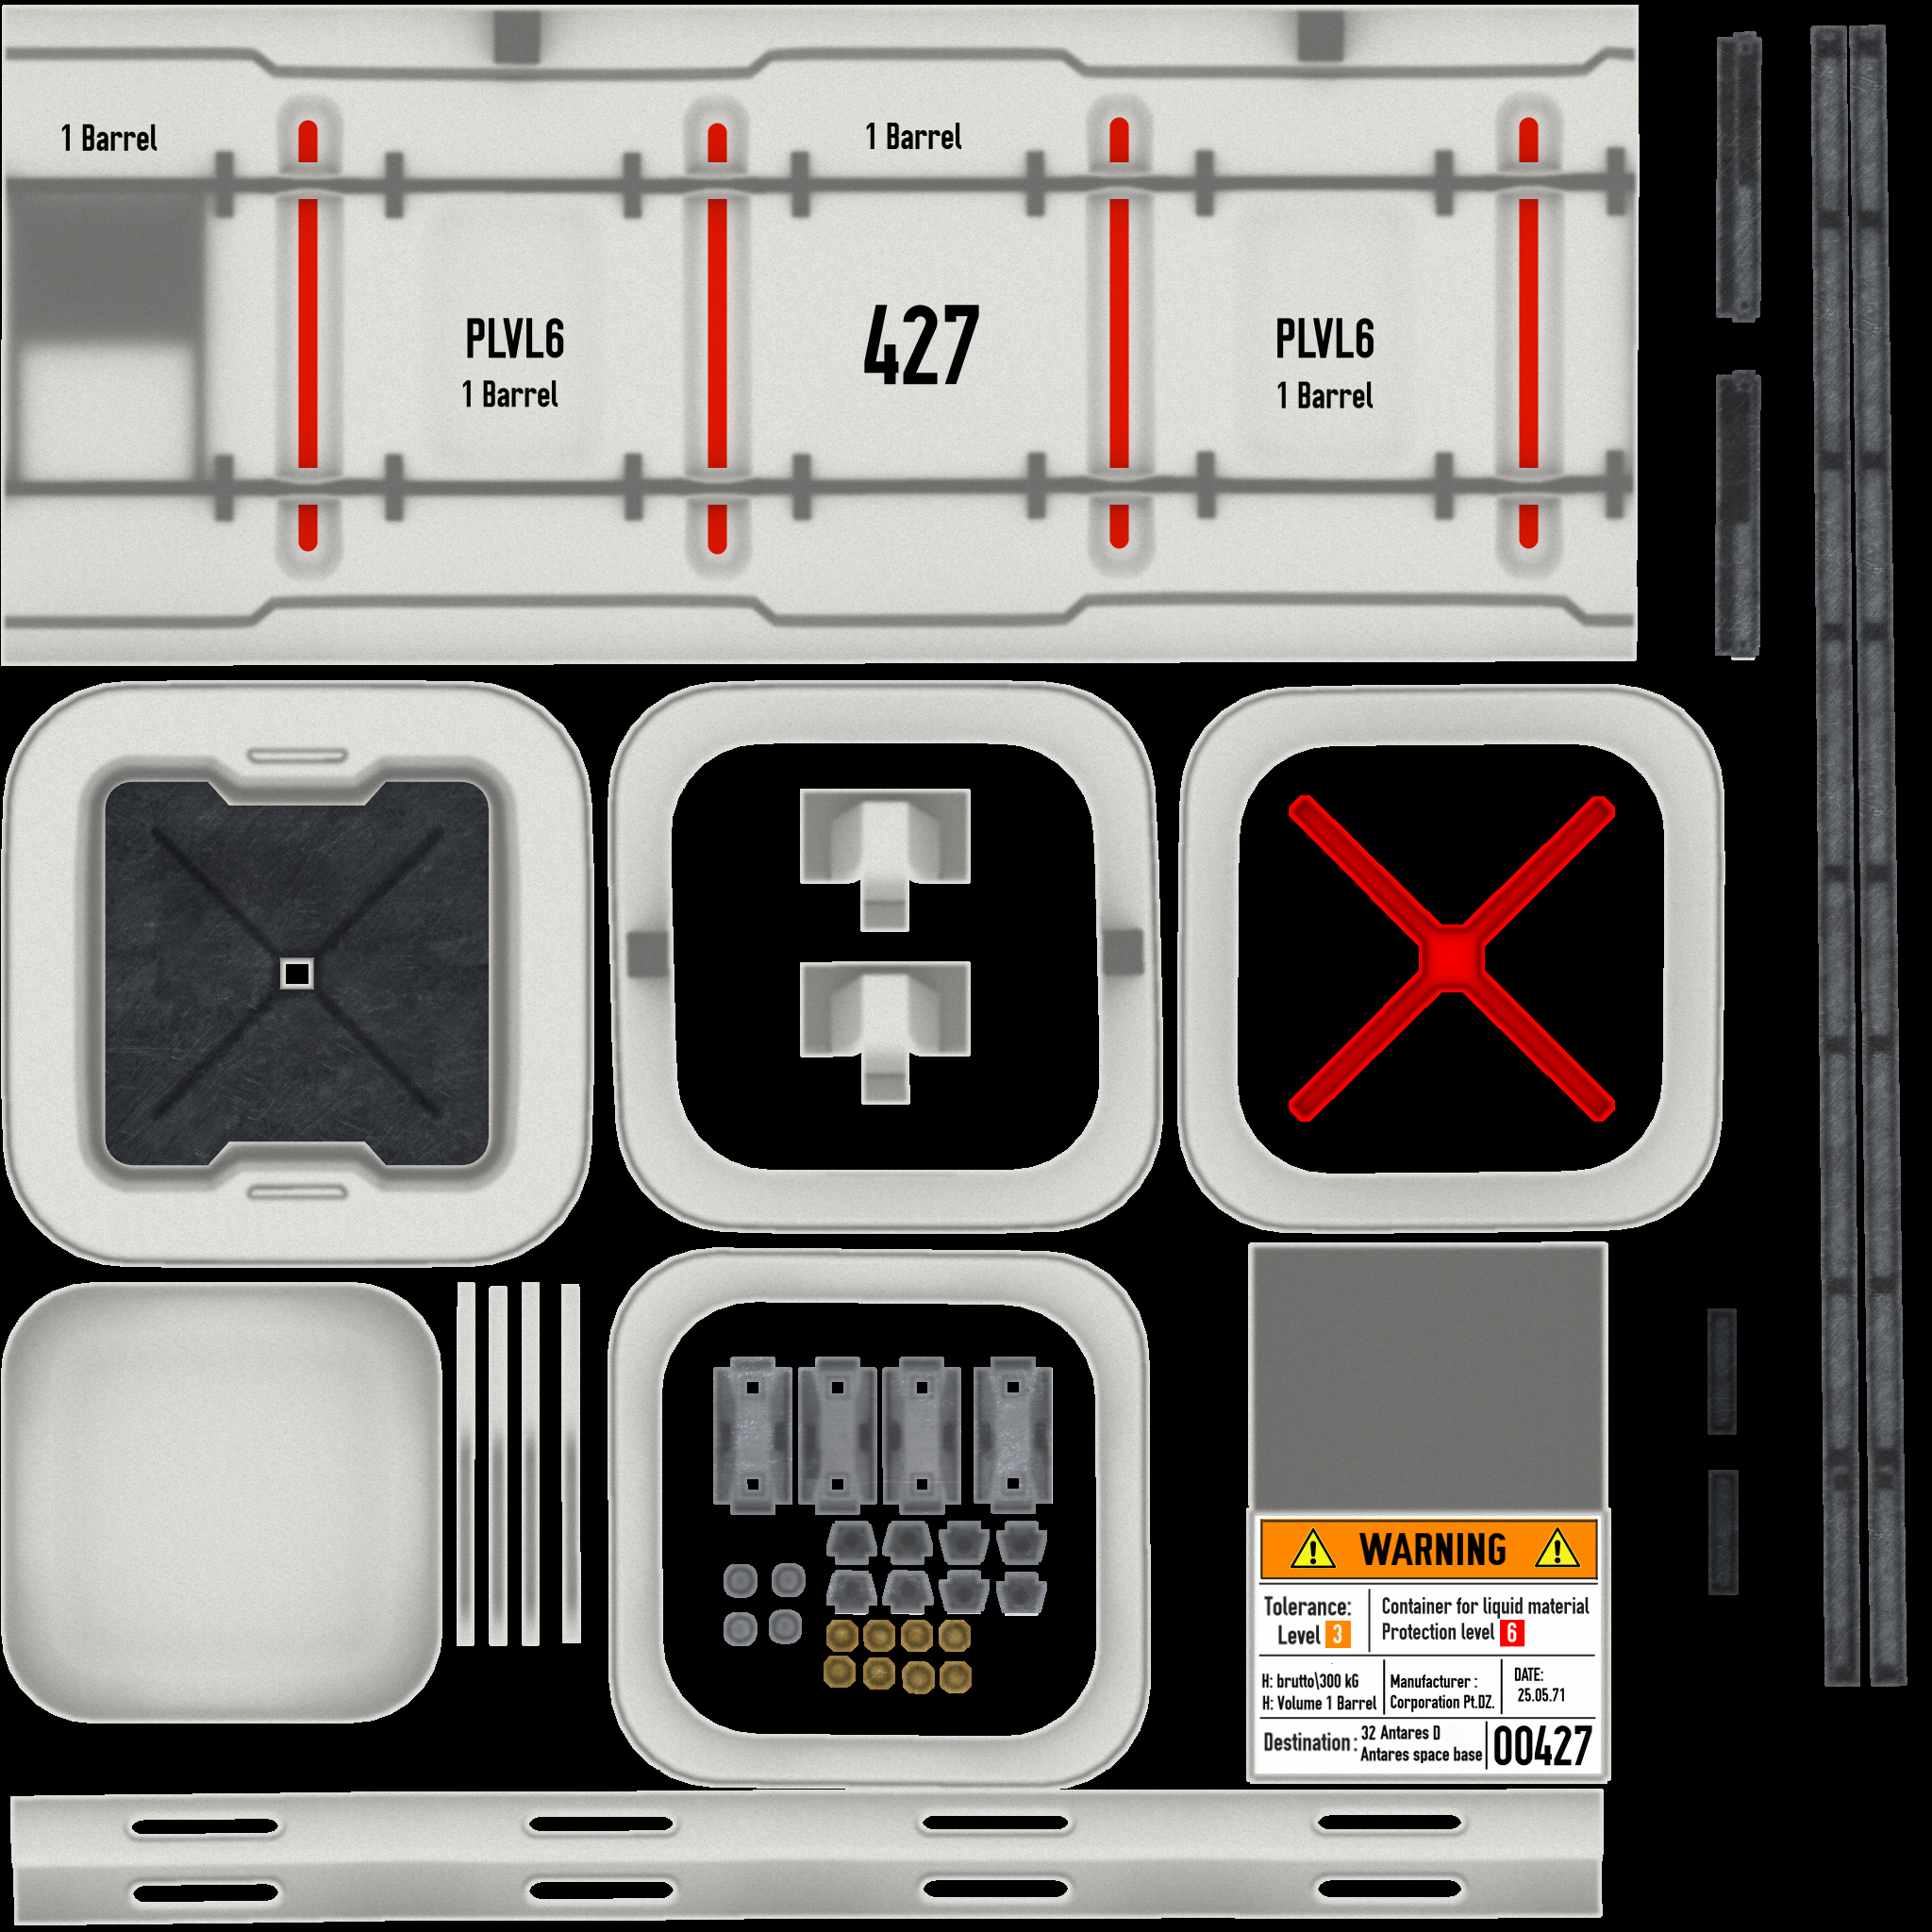 1 Barrel
1 Barrel
PLVL6
1 Barrel
427
PLVL6
1 Barrel
WARNING
Tolerance:
Level 3
Container for liquid material
Protection level 6
H: brutto\300 kG
H: Volume 1 Barrel
Manufacturer :
Corporation Pt.DZ.
DATE:
25.05.71
Destination: 32 Antares D
Antares space base
00427